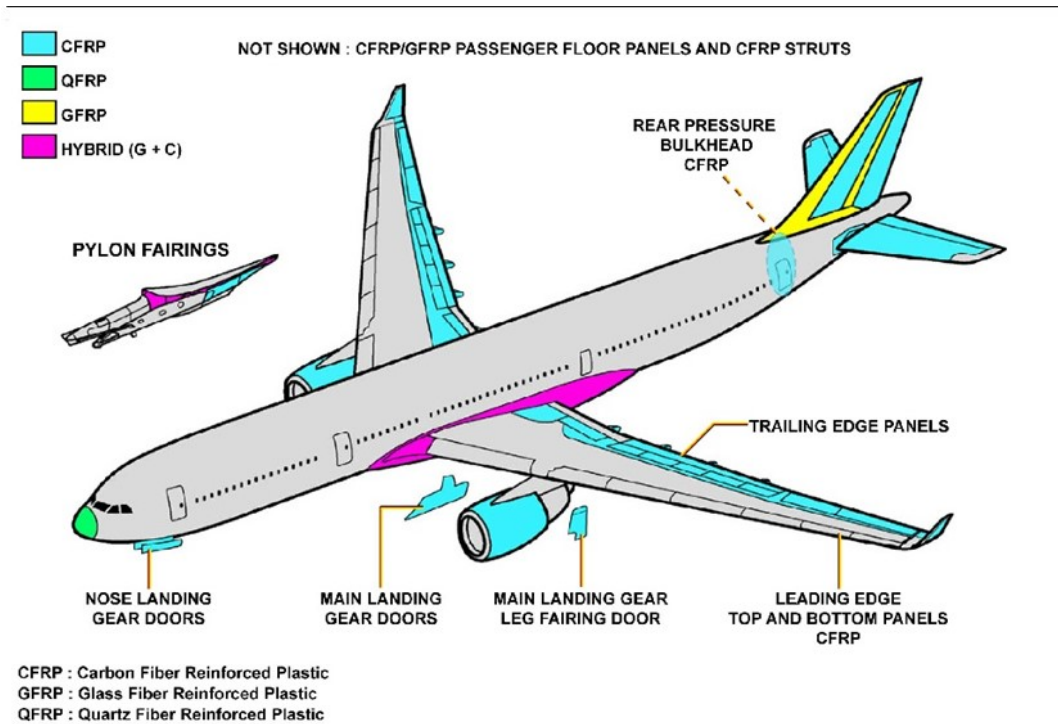 CFRP
QFRP
GFRP
HYBRID (G + C)
NOT SHOWN : CFRP/GFRP PASSENGER FLOOR PANELS AND CFRP STRUTS
REAR PRESSURE
BULKHEAD
CFRP
PYLON FAIRINGS
TRAILING EDGE PANELS
NOSE LANDING
GEAR DOORS
MAIN LANDING
GEAR DOORS
MAIN LANDING GEAR
LEG FAIRING DOOR
LEADING EDGE
TOP AND BOTTOM PANELS
CFRP
CFRP : Carbon Fiber Reinforced Plastic
GFRP : Glass Fiber Reinforced Plastic
QFRP : Quartz Fiber Reinforced Plastic